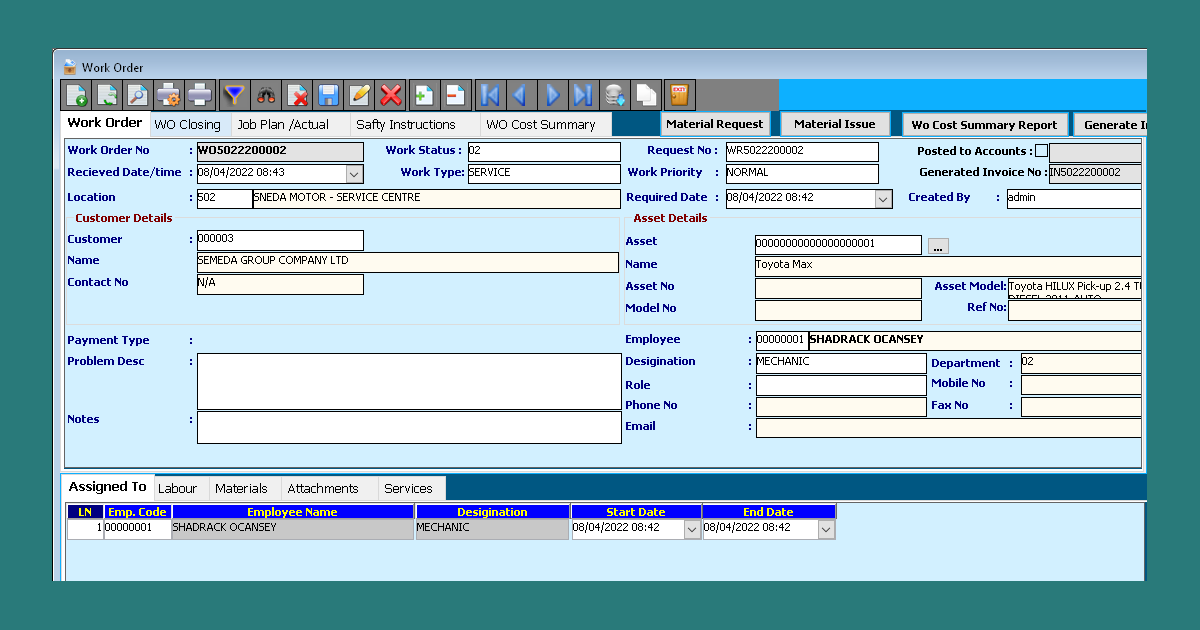 Work Order
EXIT
Work Order WO Closing Job Plan /Actual Safty Instructions WO Cost Summary Material Request Material Issue Wo Cost Summary Report Generate
Work Order No : WO5022200002 Work Status : 02 Request No : WR5022200002 Posted to Accounts :
Recieved Date/time : 08/04/2022 08:43 Work Type: SERVICE Work Priority : NORMAL Generated Invoice No : IN5022200002
Location : 502 SNEDA MOTOR - SERVICE CENTRE Required Date : 08/04/2022 08:42 Created By : admin
Customer Details Asset Details
Customer : 000003 Asset 00000000000000000001 ...
Name SEMEDA GROUP COMPANY LTD Name Toyota Max
Contact No N/A Asset No Asset Model: Toyota HILUX Pick-up 2.4
DIESEL 2011 AUTO
Model No Ref No:
Payment Type : Employee : 00000001 SHADRACK OCANSEY
Problem Desc : Desigination : MECHANIC Department : 02
Role : Mobile No :
Phone No : Fax No :
Notes : Email :
Assigned To Labour Materials Attachments Services
LN Emp. Code Employee Name Desigination Start Date End Date
1 00000001 SHADRACK OCANSEY MECHANIC 08/04/2022 08:42 08/04/2022 08:42